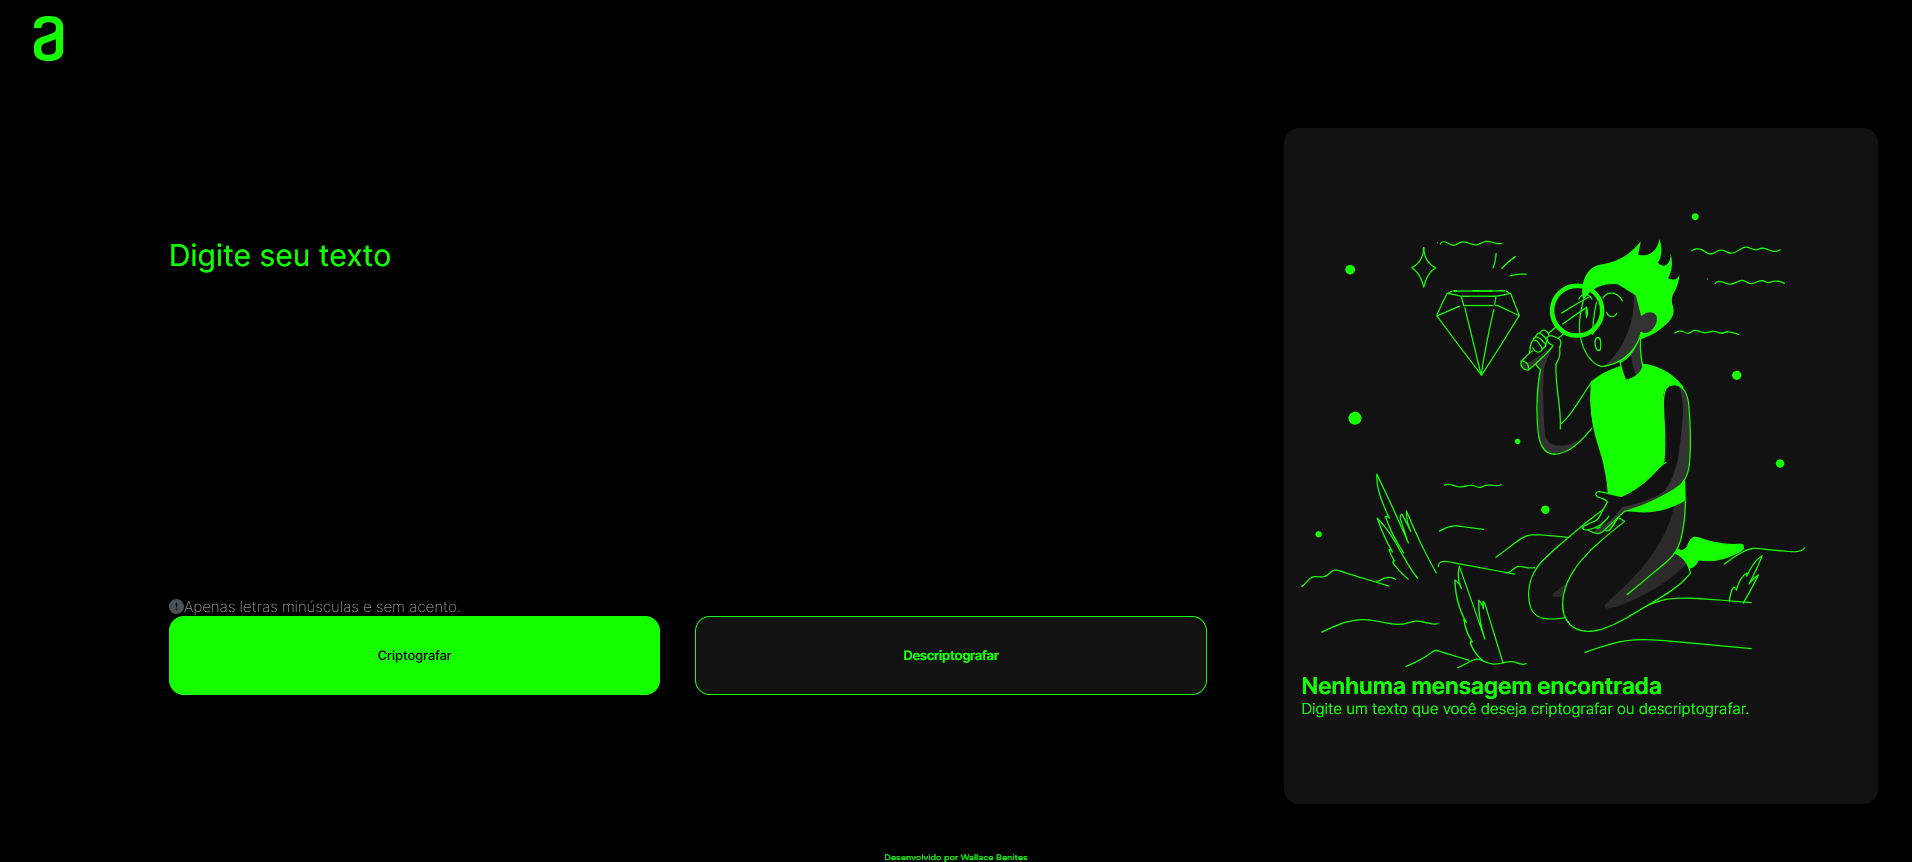 a
Digite seu texto
Apenas letras minúsculas e sem acento.
Criptografar
Descriptografar
Nenhuma mensagem encontrada
Digite um texto que você deseja criptografar ou descriptografar.
Desenvolvido por Wallace Benites